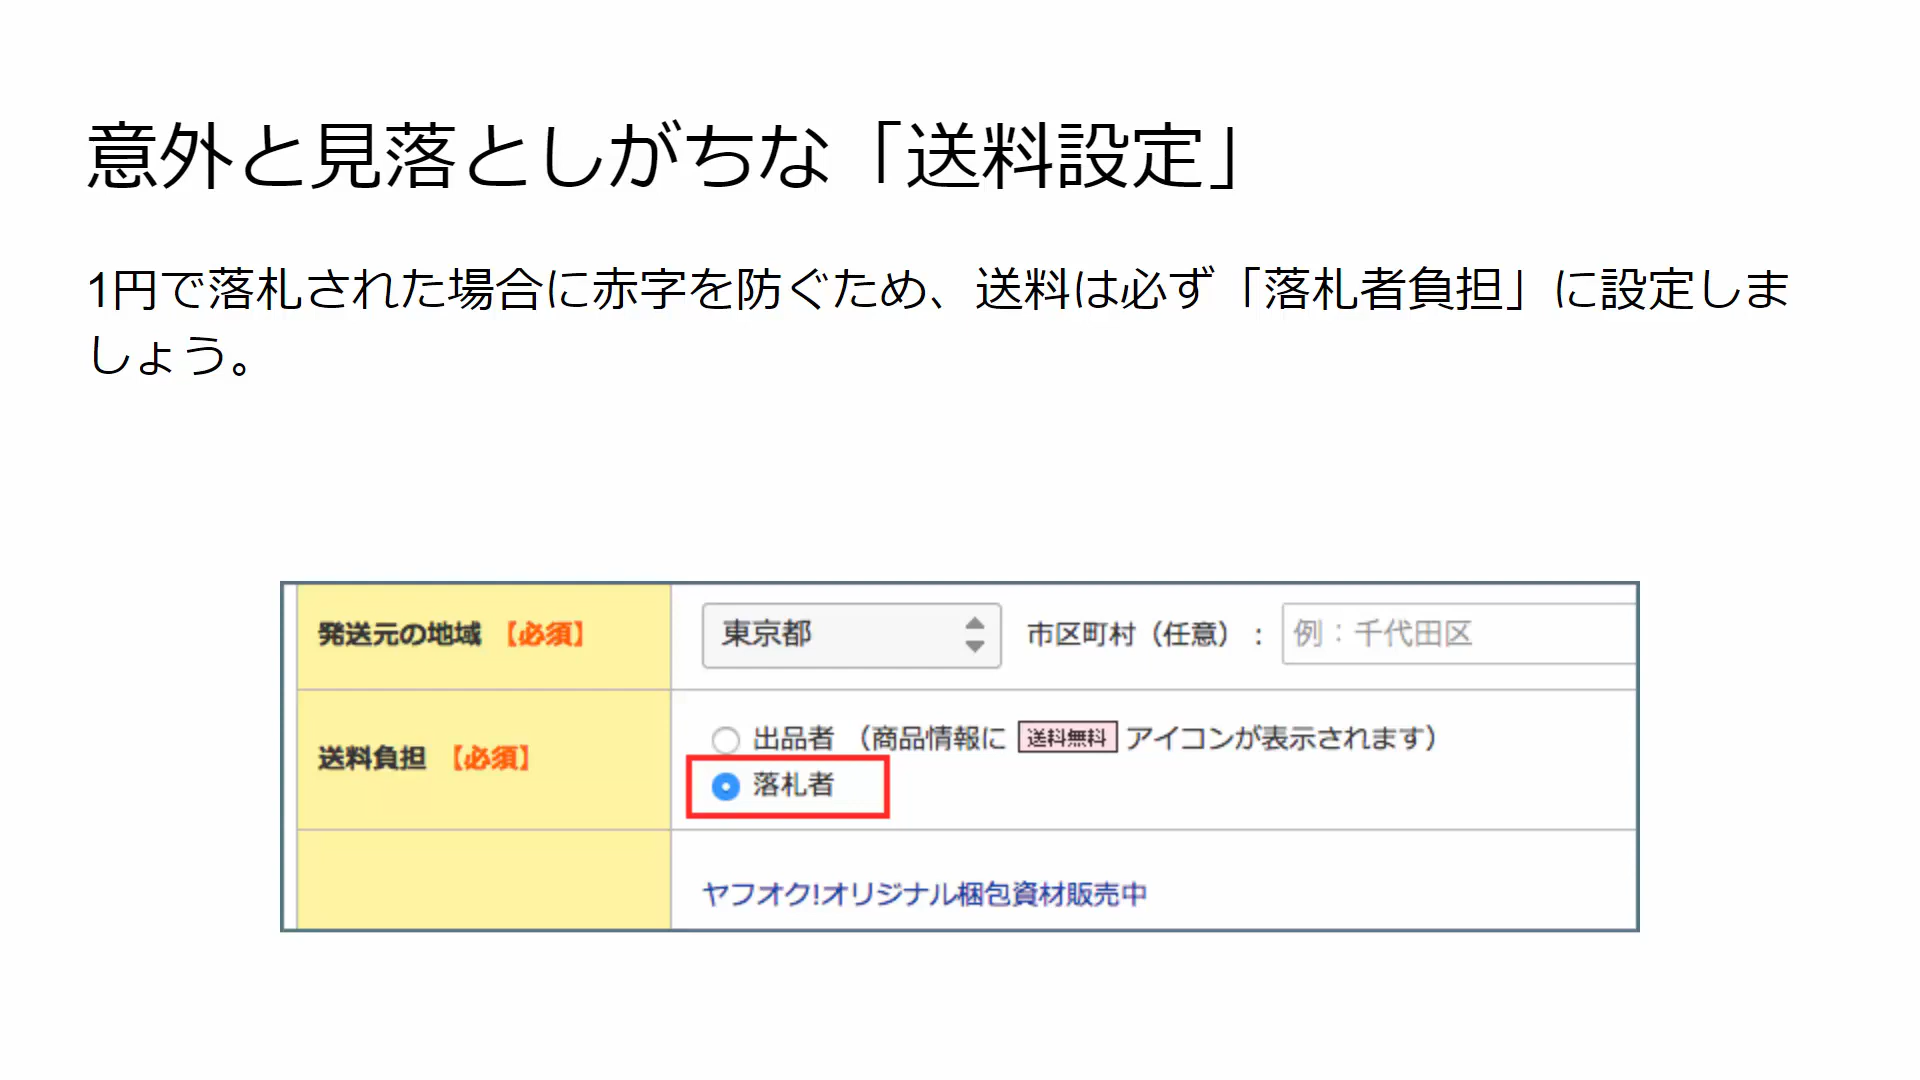 意外と見落としがちな「送料設定」
1円で落札された場合に赤字を防ぐため、送料は必ず「落札者負担」に設定しま
しょう。
発送元の地域 【必須】 東京都 市区町村（任意）： 例：千代田区
送料負担 【必須】 出品者 （商品情報に 送料無料 アイコンが表示されます）
落札者
ヤフオク!オリジナル梱包資材販売中